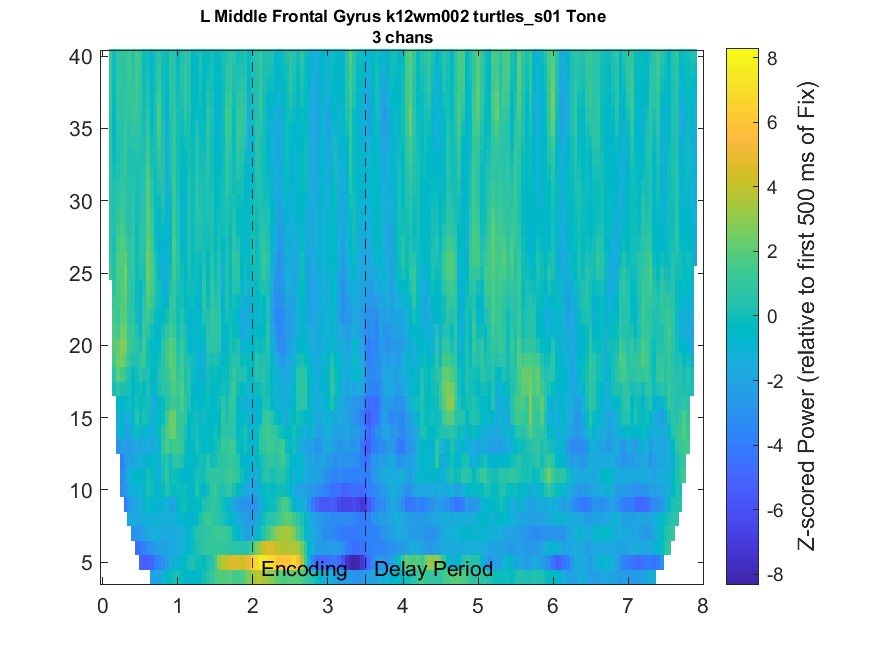 L Middle Frontal Gyrus k12wm002 turtles_s01 Tone
3 chans
40
35
30
25
20
15
10
5
Encoding
Delay Period
0 1 2 3 4 5 6 7 8
8
6
4
2
0
-2
-4
-6
-8
Z-scored Power (relative to first 500 ms of Fix)